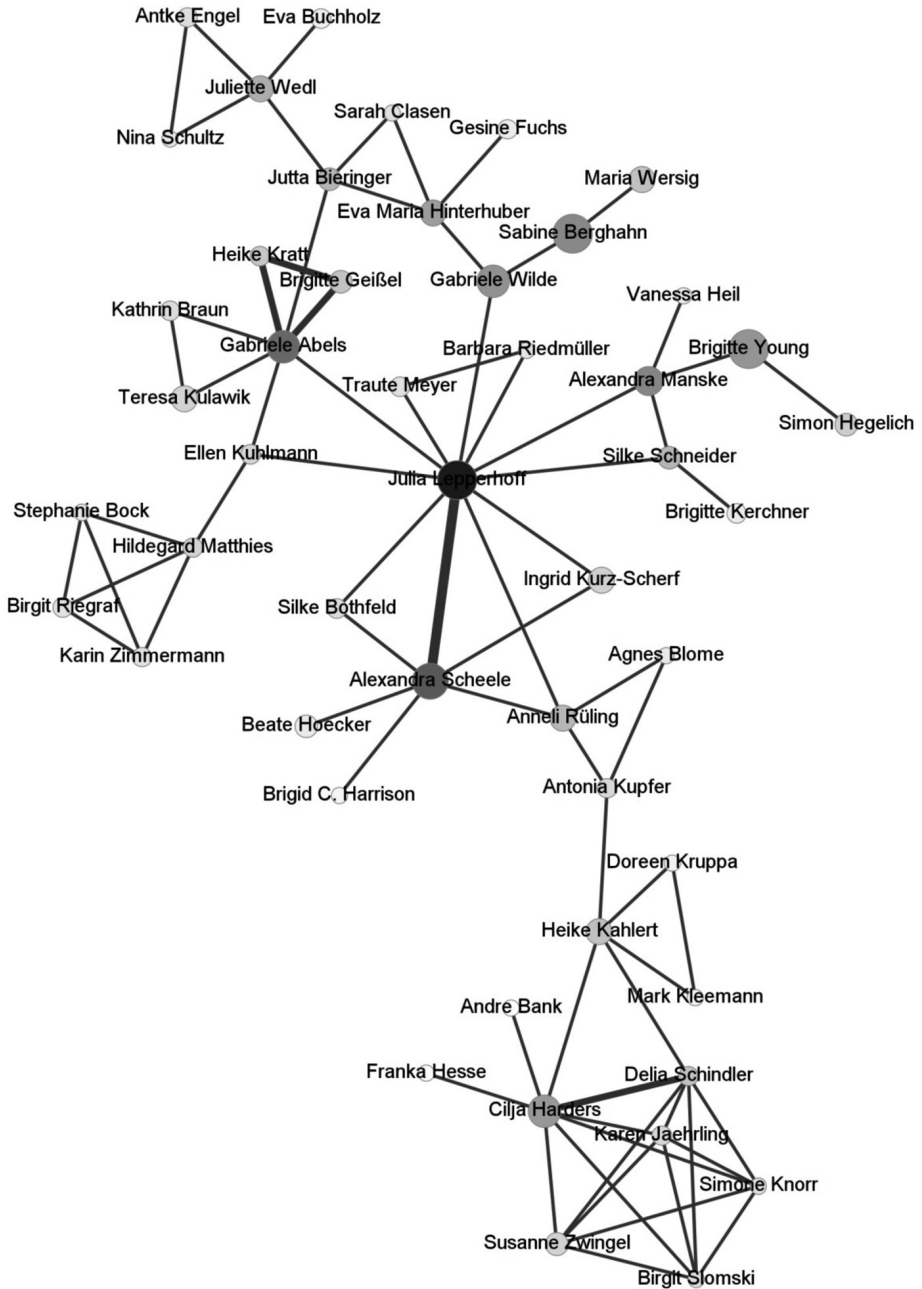 Antke Engel
Eva Buchholz
Juliette Wedl
Sarah Clasen
Gesine Fuchs
Nina Schultz
Jutta Bieringer
Maria Wersig
Eva Maria Hinterhuber
Sabine Berghahn
Heike Kratt
Brigitte Geißel
Gabriele Wilde
Vanessa Heil
Kathrin Braun
Gabriele Abels
Barbara Riedmüller
Brigitte Young
Traute Meyer
Alexandra Manske
Teresa Kulawik
Simon Hegelich
Ellen Kuhlmann
Silke Schneider
Julia Lepperhoff
Stephanie Bock
Brigitte Kerchner
Hildegard Matthies
Ingrid Kurz-Scherf
Birgit Riegraf
Silke Bothfeld
Karin Zimmermann
Agnes Blome
Alexandra Scheele
Anneli Rüling
Beate Hoecker
Antonia Kupfer
Brigid C. Harrison
Doreen Kruppa
Heike Kahlert
Mark Kleemann
Andre Bank
Franka Hesse
Delia Schindler
Cilja Harders
Karen Jaehrling
Simone Knorr
Susanne Zwingel
Birgit Slomski